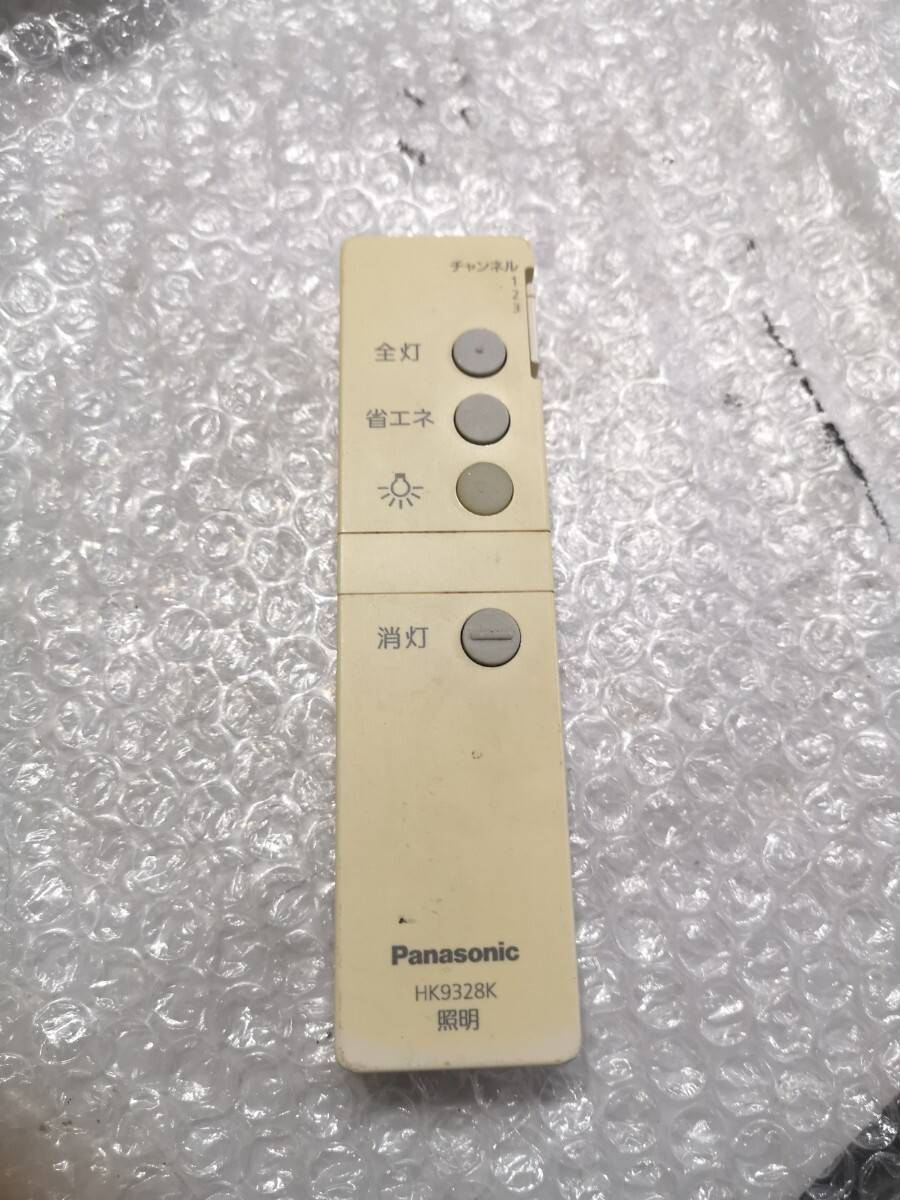 チャンネル
1
2
3
全灯
省エネ
消灯
Panasonic
HK9328K
照明